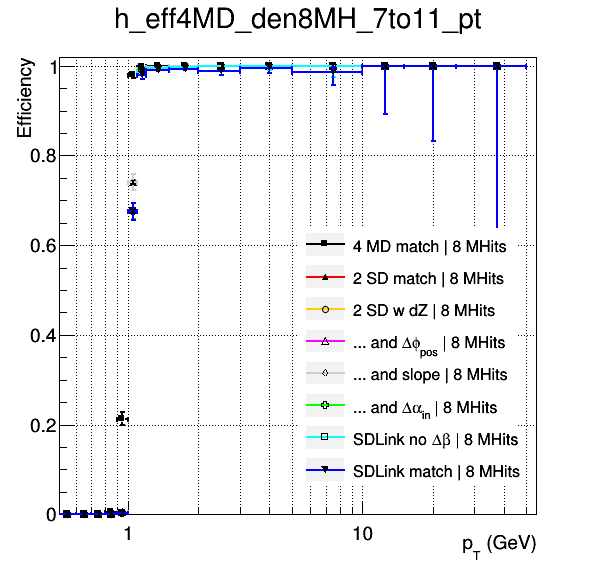 h_eff4MD_den8MH_7to11_pt
Efficiency
1
0.8
0.6
0.4
0.2
0
4 MD match | 8 MHits
2 SD match | 8 MHits
2 SD w dZ | 8 MHits
... and Δϕpos | 8 MHits
... and slope | 8 MHits
... and Δαin | 8 MHits
SDLink no Δβ | 8 MHits
SDLink match | 8 MHits
1 10
pT (GeV)